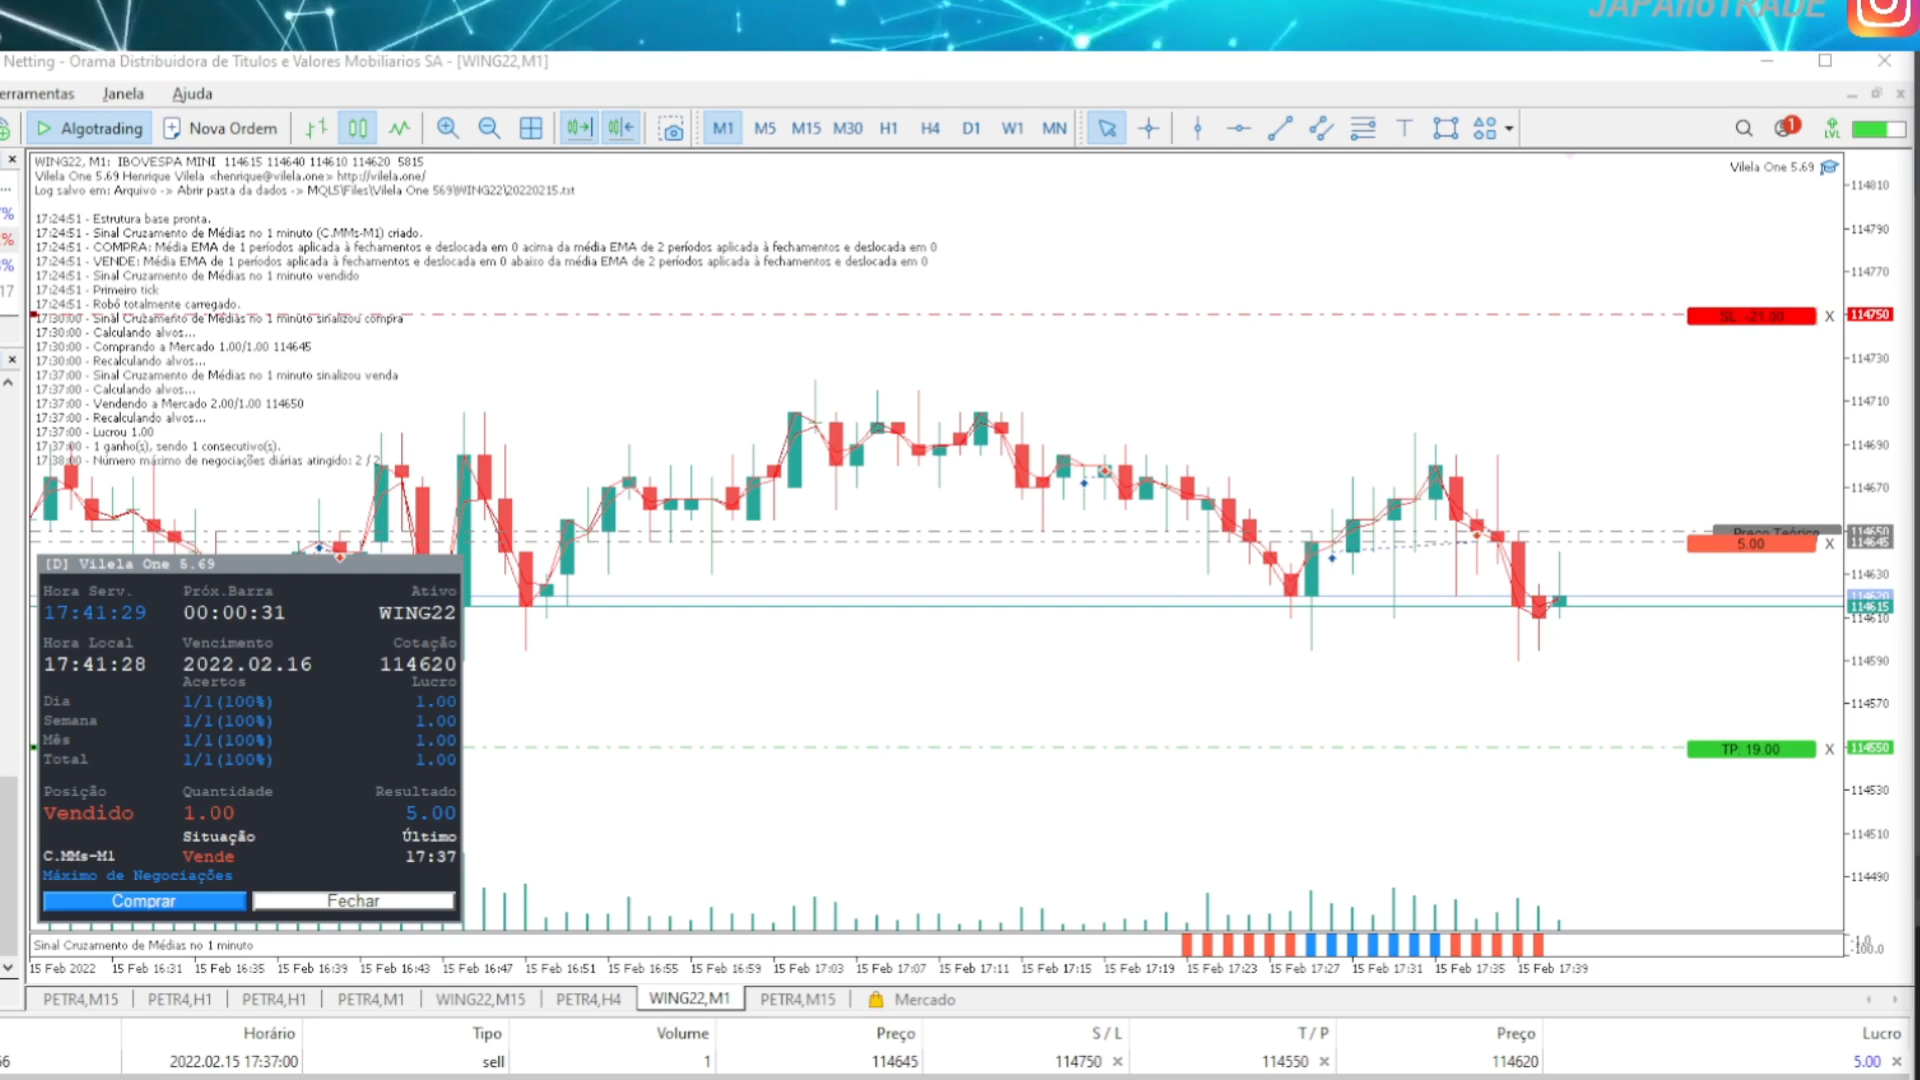 JAPAnoTRADE
Netting - Orama Distribuidora de Titulos e Valores Mobiliarios SA - [WING22,M1]
erramentas Janela Ajuda
Algotrading Nova Ordem M1 M5 M15 M30 H1 H4 D1 W1 MN T 1 LVL
WING22, M1: IBOVESPA MINI 114615 114640 114610 114620 5815
Vilela One 5.69 Henrique Vilela <henrique@vilela.one> http://vilela.one/
Log salvo em: Arquivo -> Abrir pasta da dados -> MQL5\Files\Vilela One 569\WING22\20220215.txt
Vilela One 5.69
17:24:51 - Estrutura base pronta.
17:24:51 - Sinal Cruzamento de Médias no 1 minuto (C.MMs-M1) criado.
17:24:51 - COMPRA: Média EMA de 1 períodos aplicada à fechamentos e deslocada em 0 acima da média EMA de 2 períodos aplicada à fechamentos e deslocada em 0
17:24:51 - VENDE: Média EMA de 1 períodos aplicada à fechamentos e deslocada em 0 abaixo da média EMA de 2 períodos aplicada à fechamentos e deslocada em 0
17:24:51 - Sinal Cruzamento de Médias no 1 minuto vendido
17:24:51 - Primeiro tick
17:24:51 - Robô totalmente carregado.
17:30:00 - Sinal Cruzamento de Médias no 1 minuto sinalizou compra
17:30:00 - Calculando alvos...
17:30:00 - Comprando a Mercado 1.00/1.00 114645
17:30:00 - Recalculando alvos...
17:37:00 - Sinal Cruzamento de Médias no 1 minuto sinalizou venda
17:37:00 - Calculando alvos...
17:37:00 - Vendendo a Mercado 2.00/1.00 114650
17:37:00 - Recalculando alvos...
17:37:00 - Lucrou 1.00
17:37:00 - 1 ganho(s), sendo 1 consecutivo(s).
17:38:00 - Número máximo de negociações diárias atingido: 2 / 2
114810
114790
114770
SL: -21.00 X 114750
114730
114710
114690
114670
Preço Teórico 114650
5.00 X 114645
114630
114620
114615
114610
114590
114570
TP: 19.00 X 114550
114530
114510
114490
[D] Vilela One 5.69
Hora Serv. Próx.Barra Ativo
17:41:29 00:00:31 WING22
Hora Local Vencimento Cotação
17:41:28 2022.02.16 114620
Acertos Lucro
Dia 1/1(100%) 1.00
Semana 1/1(100%) 1.00
Mês 1/1(100%) 1.00
Total 1/1(100%) 1.00
Posição Quantidade Resultado
Vendido 1.00 5.00
Situação Último
C.MMs-M1 Vende 17:37
Máximo de Negociações
Comprar Fechar
Sinal Cruzamento de Médias no 1 minuto
15 Feb 2022 15 Feb 16:31 15 Feb 16:35 15 Feb 16:39 15 Feb 16:43 15 Feb 16:47 15 Feb 16:51 15 Feb 16:55 15 Feb 16:59 15 Feb 17:03 15 Feb 17:07 15 Feb 17:11 15 Feb 17:15 15 Feb 17:19 15 Feb 17:23 15 Feb 17:27 15 Feb 17:31 15 Feb 17:35 15 Feb 17:39
PETR4,M15 PETR4,H1 PETR4,H1 PETR4,M1 WING22,M15 PETR4,H4 WING22,M1 PETR4,M15 Mercado
Horário Tipo Volume Preço S / L T / P Preço Lucro
2022.02.15 17:37:00 sell 1 114645 114750 114550 114620 5.00